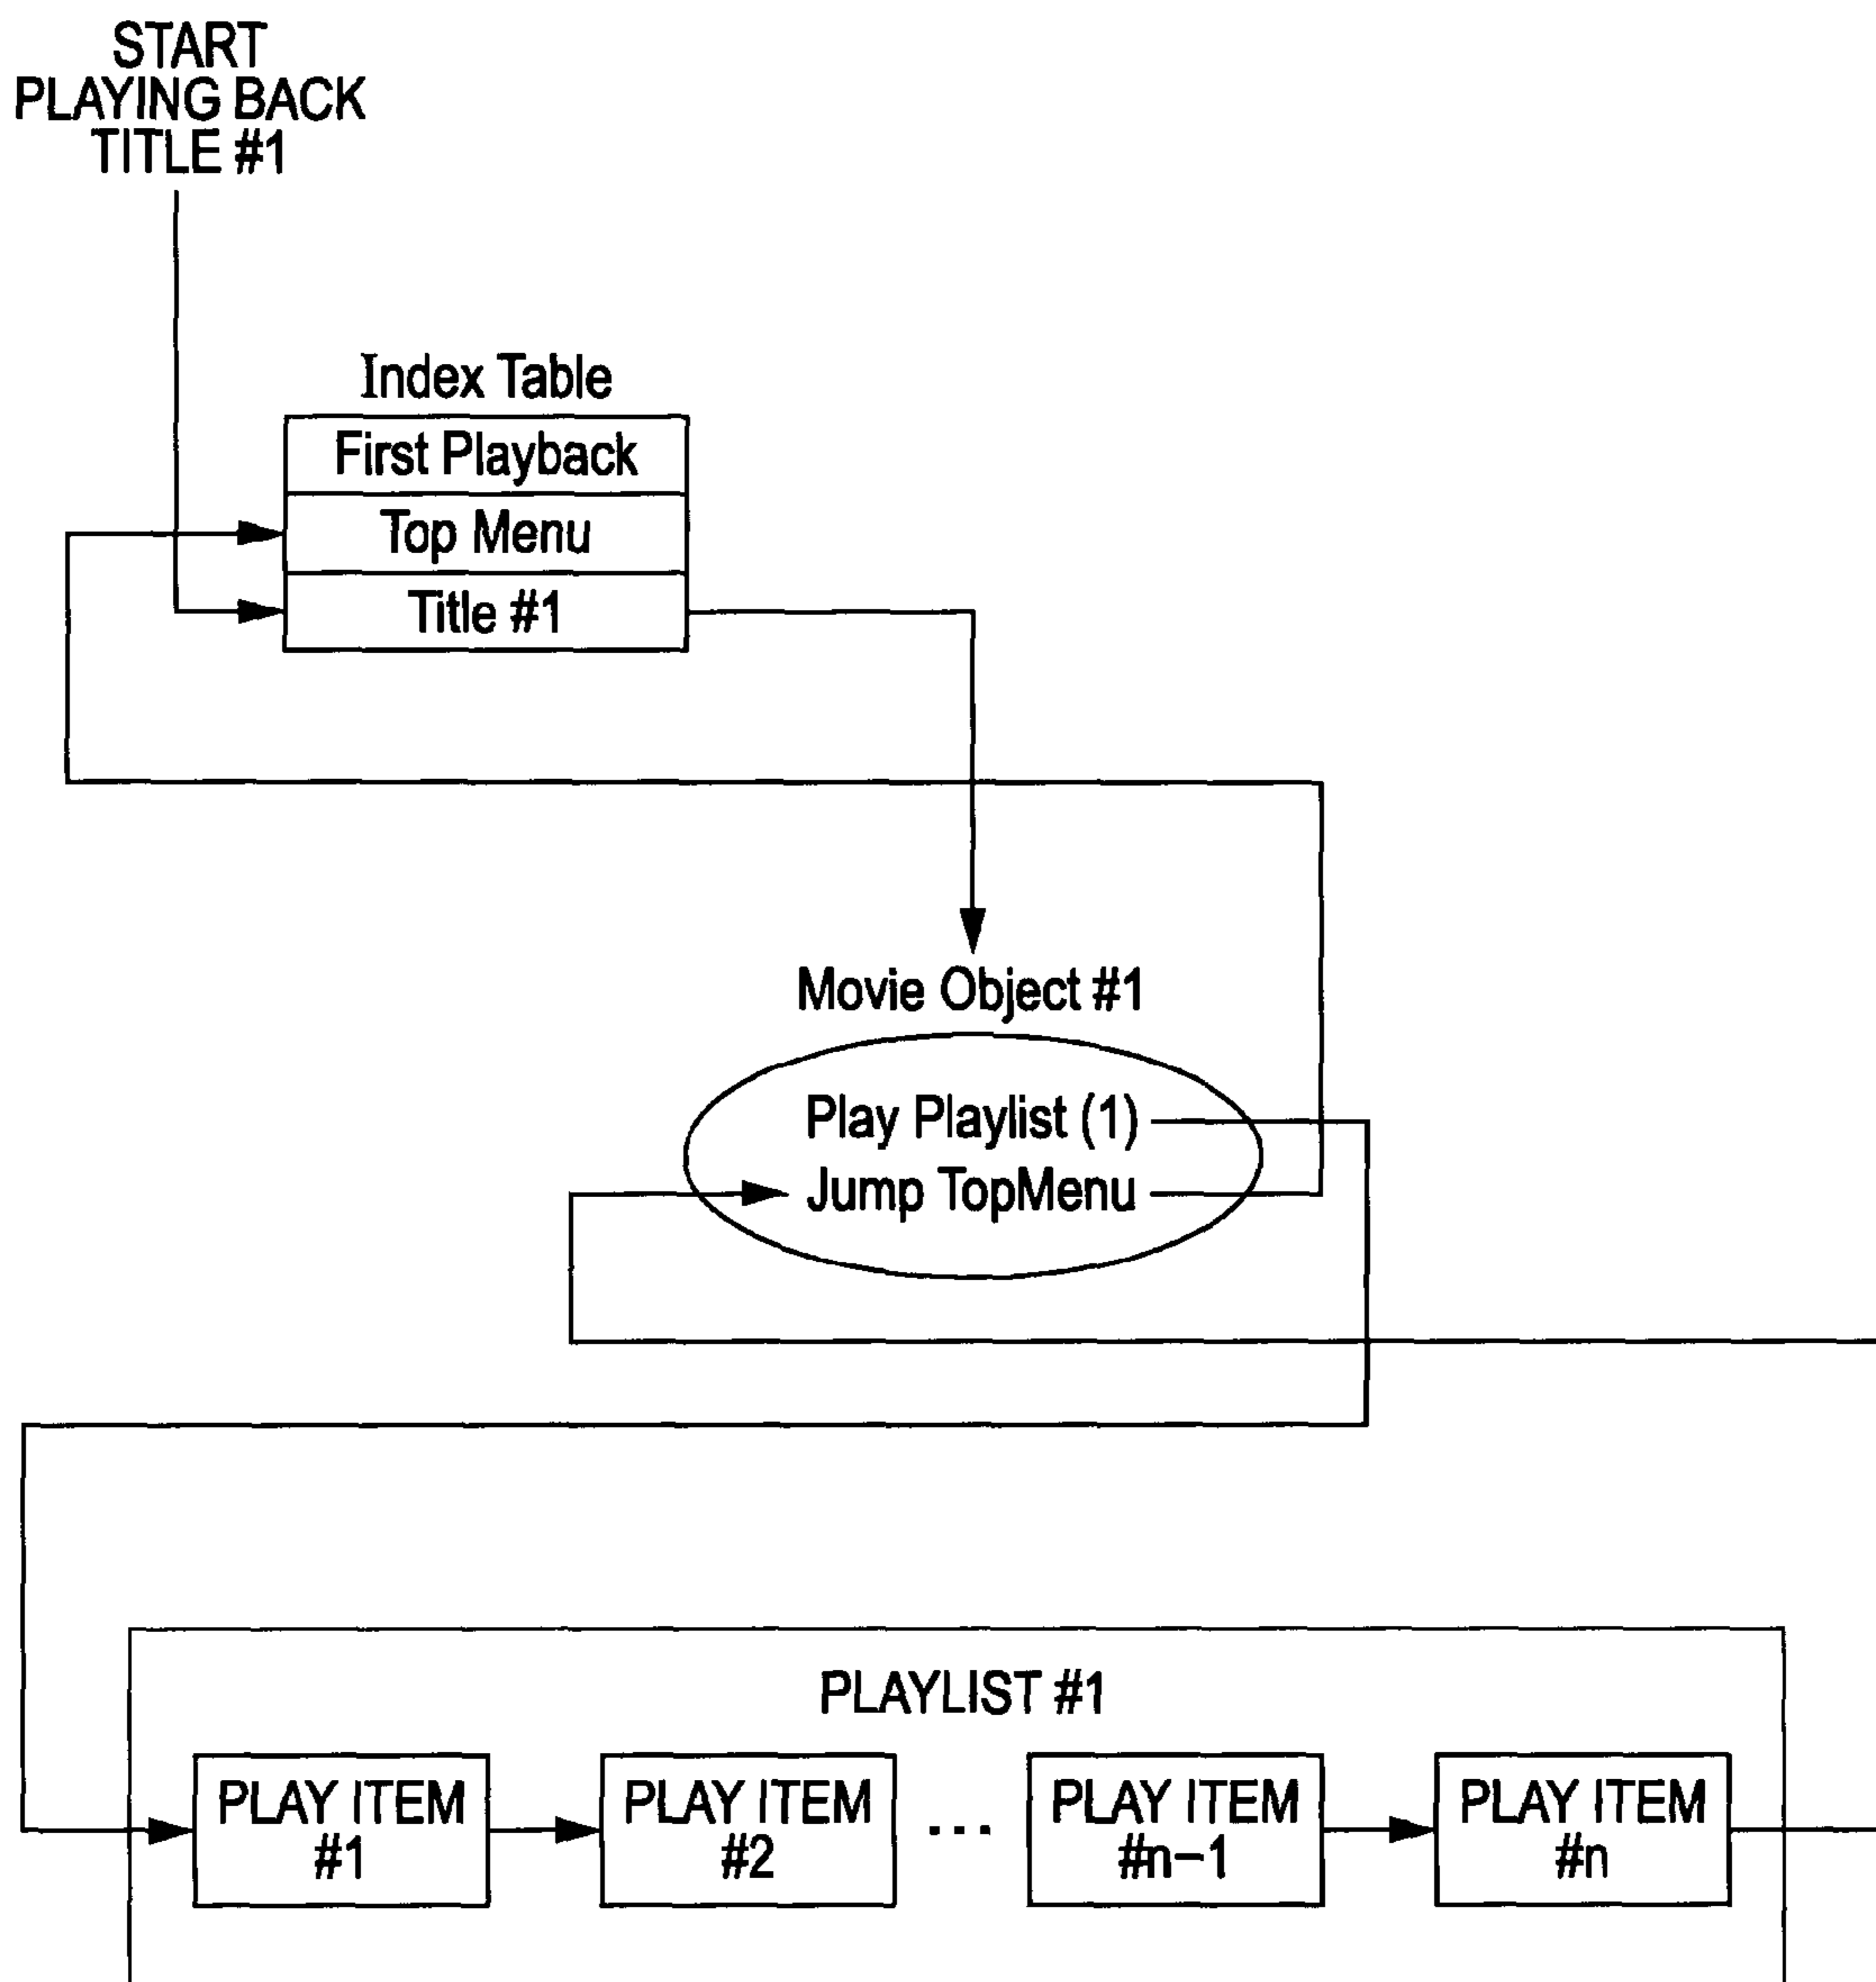 START
PLAYING BACK
TITLE #1
Index Table
First Playback
Top Menu
Title #1
Movie Object #1
Play Playlist (1)
Jump TopMenu
PLAYLIST #1
PLAY ITEM
#1
PLAY ITEM
#2
...
PLAY ITEM
#n−1
PLAY ITEM
#n